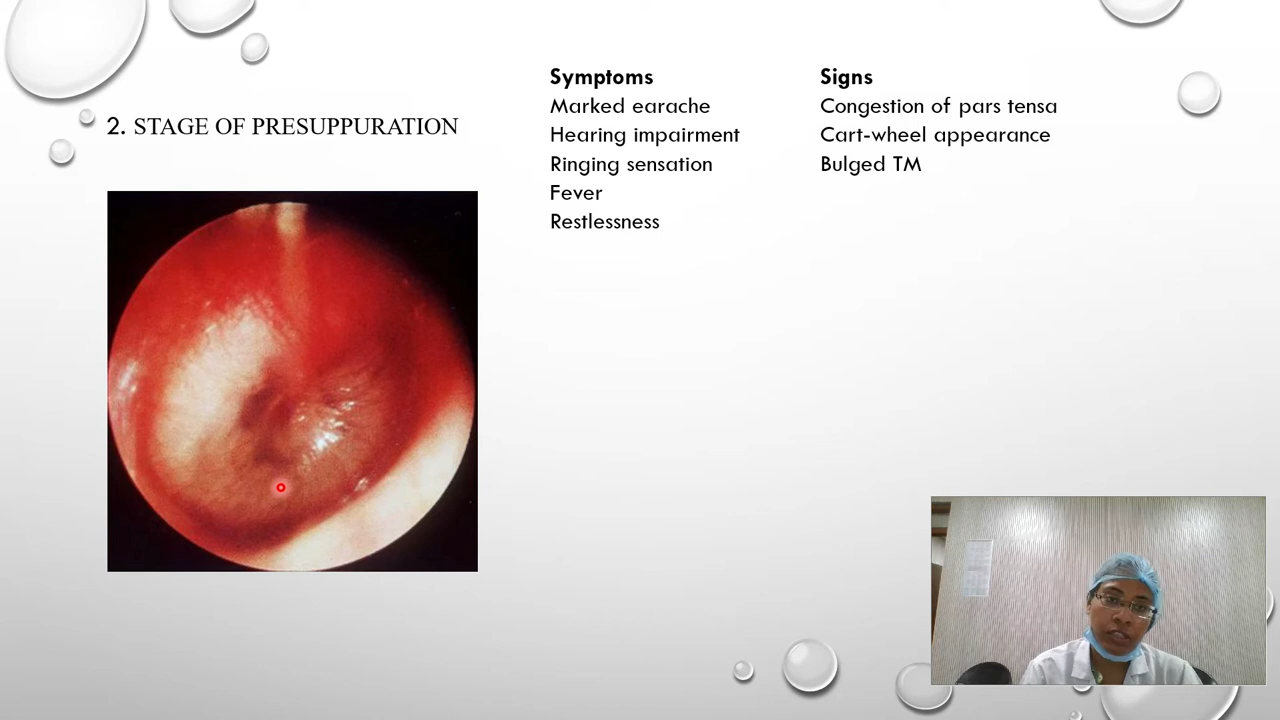 2. STAGE OF PRESUPPURATION
Symptoms
Marked earache
Hearing impairment
Ringing sensation
Fever
Restlessness
Signs
Congestion of pars tensa
Cart-wheel appearance
Bulged TM